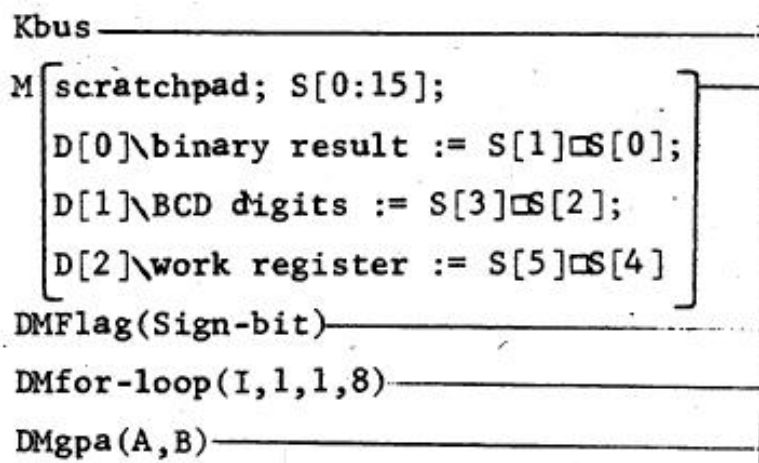 Kbus
M[scratchpad; S[0:15];
D[0]\binary result := S[1]□S[0];
D[1]\BCD digits := S[3]□S[2];
D[2]\work register := S[5]□S[4]]
DMFlag(Sign-bit)
DMfor-loop(I,1,1,8)
DMgpa(A,B)